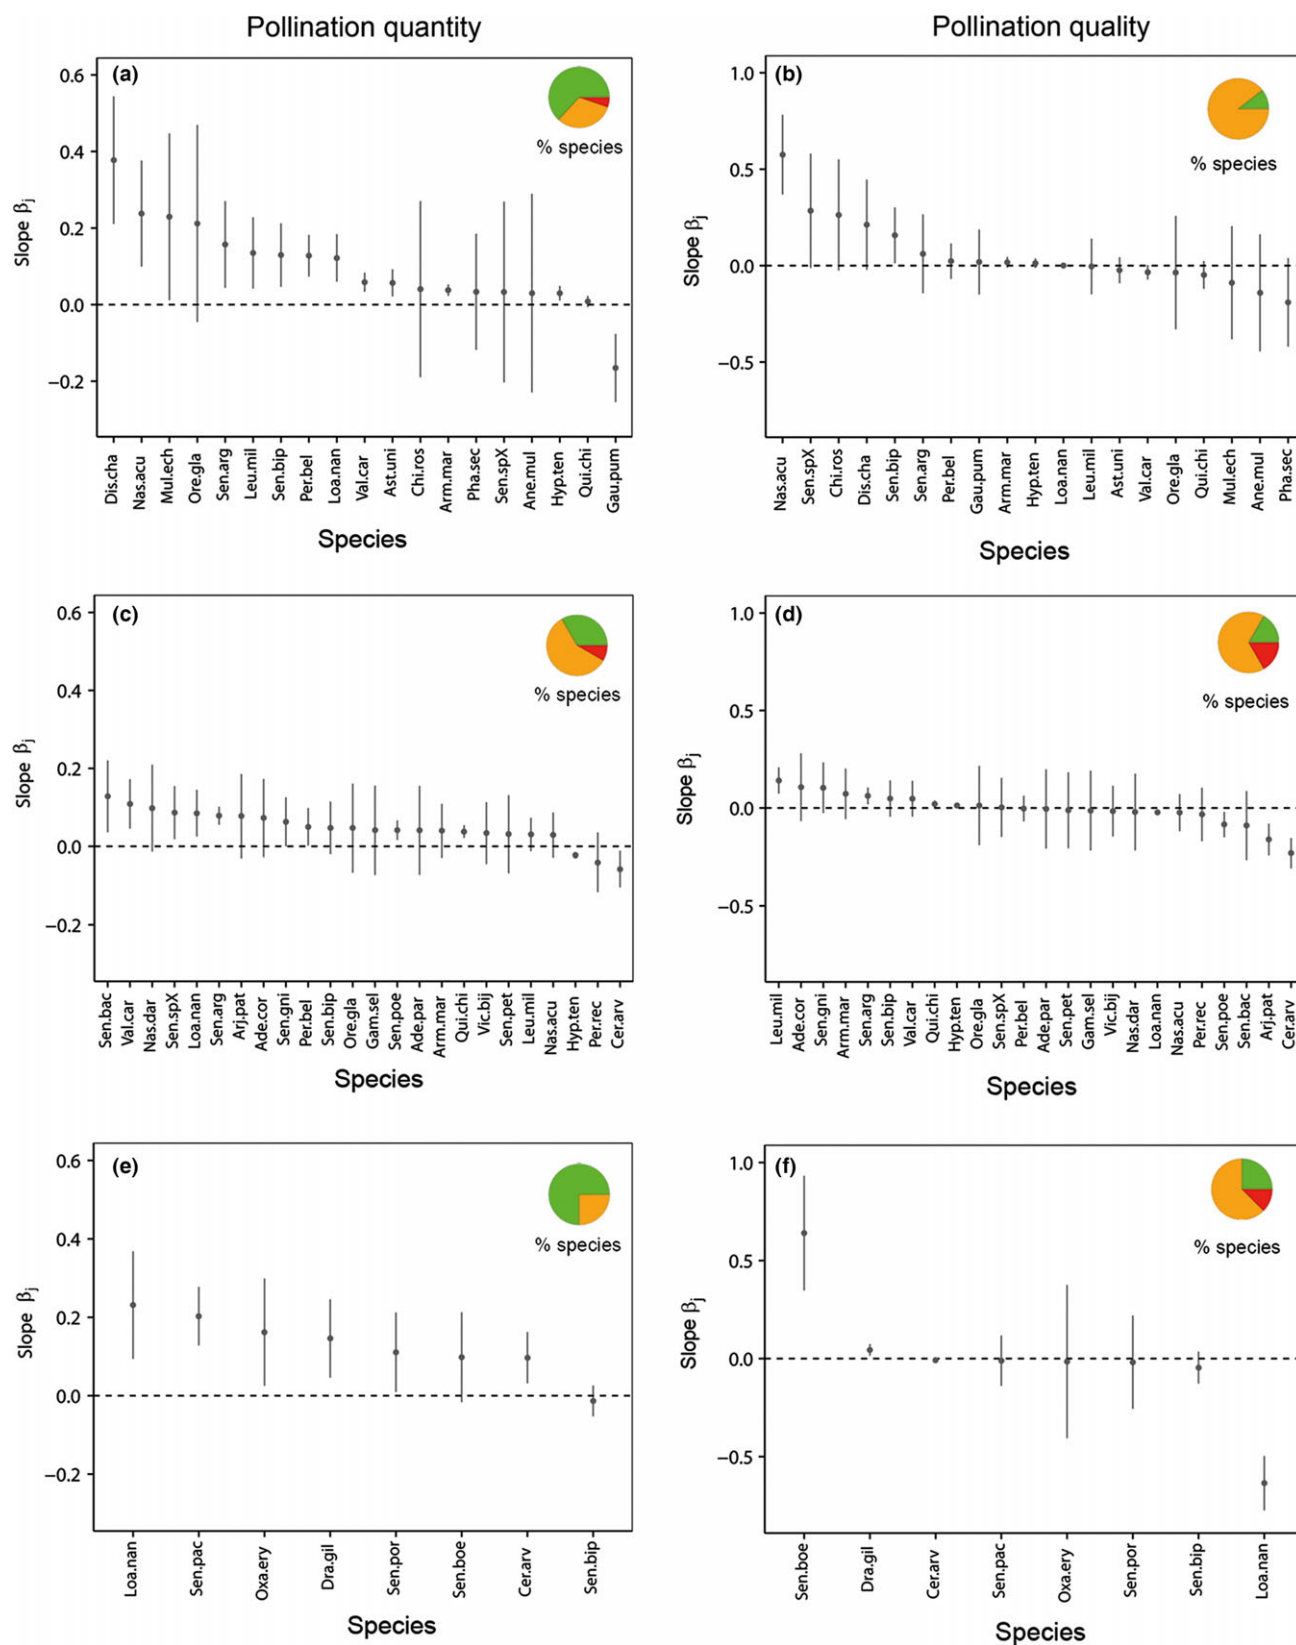 Pollination quantity
Pollination quality
(a)
% species
0.6
0.4
0.2
0.0
−0.2
Slope βj
Dis.cha
Nas.acu
Mul.ech
Ore.gla
Sen.arg
Leu.mil
Sen.bip
Per.bel
Loa.nan
Val.car
Ast.uni
Chi.ros
Arm.mar
Pha.sec
Sen.spX
Ane.mul
Hyp.ten
Qui.chi
Gau.pum
Species
(b)
% species
1.0
0.5
0.0
−0.5
Slope βj
Nas.acu
Sen.spX
Chi.ros
Dis.cha
Sen.bip
Sen.arg
Per.bel
Gau.pum
Arm.mar
Hyp.ten
Loa.nan
Leu.mil
Ast.uni
Val.car
Ore.gla
Qui.chi
Mul.ech
Ane.mul
Pha.sec
Species
(c)
% species
0.6
0.4
0.2
0.0
−0.2
Slope βj
Sen.bac
Val.car
Nas.dar
Sen.spX
Loa.nan
Sen.arg
Arj.pat
Ade.cor
Sen.gni
Per.bel
Sen.bip
Ore.gla
Gam.sel
Sen.poe
Ade.par
Arm.mar
Qui.chi
Vic.bij
Sen.pet
Leu.mil
Nas.acu
Hyp.ten
Per.rec
Cer.arv
Species
(d)
% species
1.0
0.5
0.0
−0.5
Slope βj
Leu.mil
Ade.cor
Sen.gni
Arm.mar
Sen.arg
Sen.bip
Val.car
Qui.chi
Hyp.ten
Ore.gla
Sen.spX
Per.bel
Ade.par
Sen.pet
Gam.sel
Vic.bij
Nas.dar
Loa.nan
Nas.acu
Per.rec
Sen.poe
Sen.bac
Arj.pat
Cer.arv
Species
(e)
% species
0.6
0.4
0.2
0.0
−0.2
Slope βj
Loa.nan
Sen.pac
Oxa.ery
Dra.gil
Sen.por
Sen.boe
Cer.arv
Sen.bip
Species
(f)
% species
1.0
0.5
0.0
−0.5
Slope βj
Sen.boe
Dra.gil
Cer.arv
Sen.pac
Oxa.ery
Sen.por
Sen.bip
Loa.nan
Species